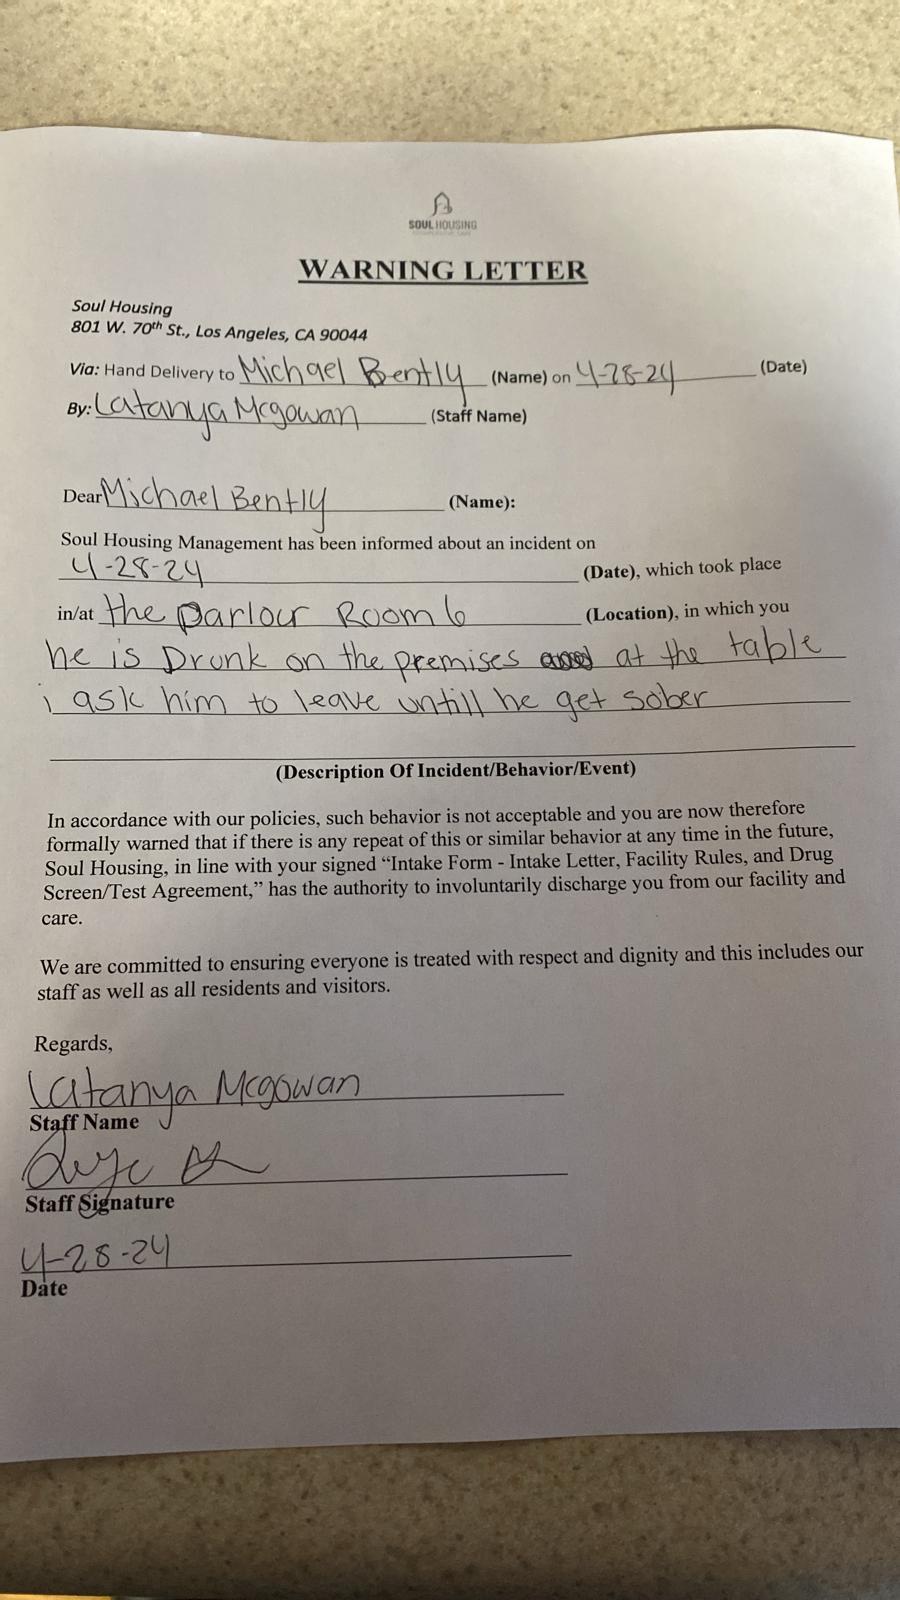 SOUL HOUSING
WARNING LETTER
Soul Housing
801 W. 70th St., Los Angeles, CA 90044
Via: Hand Delivery to Michael Bently (Name) on 4-28-24 (Date)
By: Latanya Mcgowan (Staff Name)
Dear Michael Bently (Name):
Soul Housing Management has been informed about an incident on
4-28-24 (Date), which took place
in/at the parlour Room 6 (Location), in which you
he is Drunk on the premises at the table
i ask him to leave untill he get sober
(Description Of Incident/Behavior/Event)
In accordance with our policies, such behavior is not acceptable and you are now therefore
formally warned that if there is any repeat of this or similar behavior at any time in the future,
Soul Housing, in line with your signed “Intake Form - Intake Letter, Facility Rules, and Drug
Screen/Test Agreement,” has the authority to involuntarily discharge you from our facility and
care.
We are committed to ensuring everyone is treated with respect and dignity and this includes our
staff as well as all residents and visitors.
Regards,
Latanya Mcgowan
Staff Name
Staff Signature
4-28-24
Date